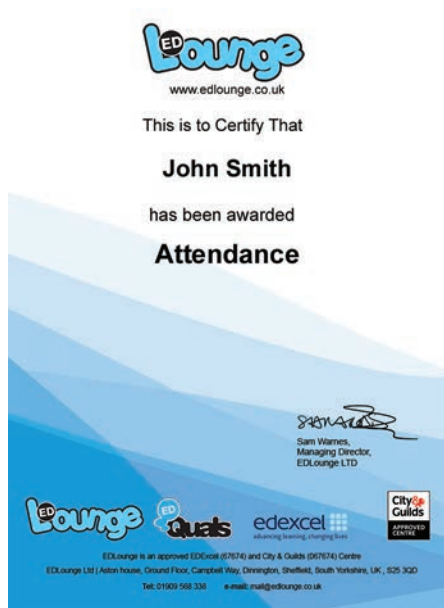 ED Lounge
www.edlounge.co.uk
This is to Certify That
John Smith
has been awarded
Attendance
Sam Warnes,
Managing Director,
EDLounge LTD
ED Lounge
ED Quals
edexcel
advancing learning, changing lives
City&
Guilds
APPROVED
CENTRE
EDLounge is an approved EDExcel (67674) and City & Guilds (067674) Centre
EDLounge Ltd | Aston house, Ground Floor, Campbell Way, Dinnington, Sheffield, South Yorkshire, UK , S25 3QD
Tel: 01909 568 338 e-mail: mail@edlounge.co.uk